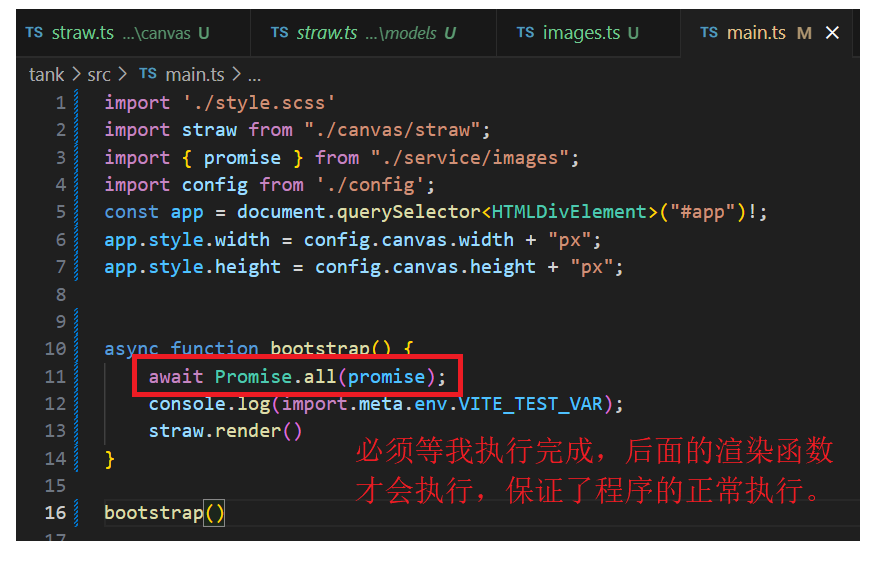 TS straw.ts ...\canvas U TS straw.ts ...\models U TS images.ts U TS main.ts M ×
tank > src > TS main.ts > ...
1 import './style.scss'
2 import straw from "./canvas/straw";
3 import { promise } from "./service/images";
4 import config from './config';
5 const app = document.querySelector<HTMLDivElement>("#app")!;
6 app.style.width = config.canvas.width + "px";
7 app.style.height = config.canvas.height + "px";
8
9
10 async function bootstrap() {
11 await Promise.all(promise);
12 console.log(import.meta.env.VITE_TEST_VAR);
13 straw.render()
14 }
必须等我执行完成，后面的渲染函数
才会执行，保证了程序的正常执行。
15
16 bootstrap()
17